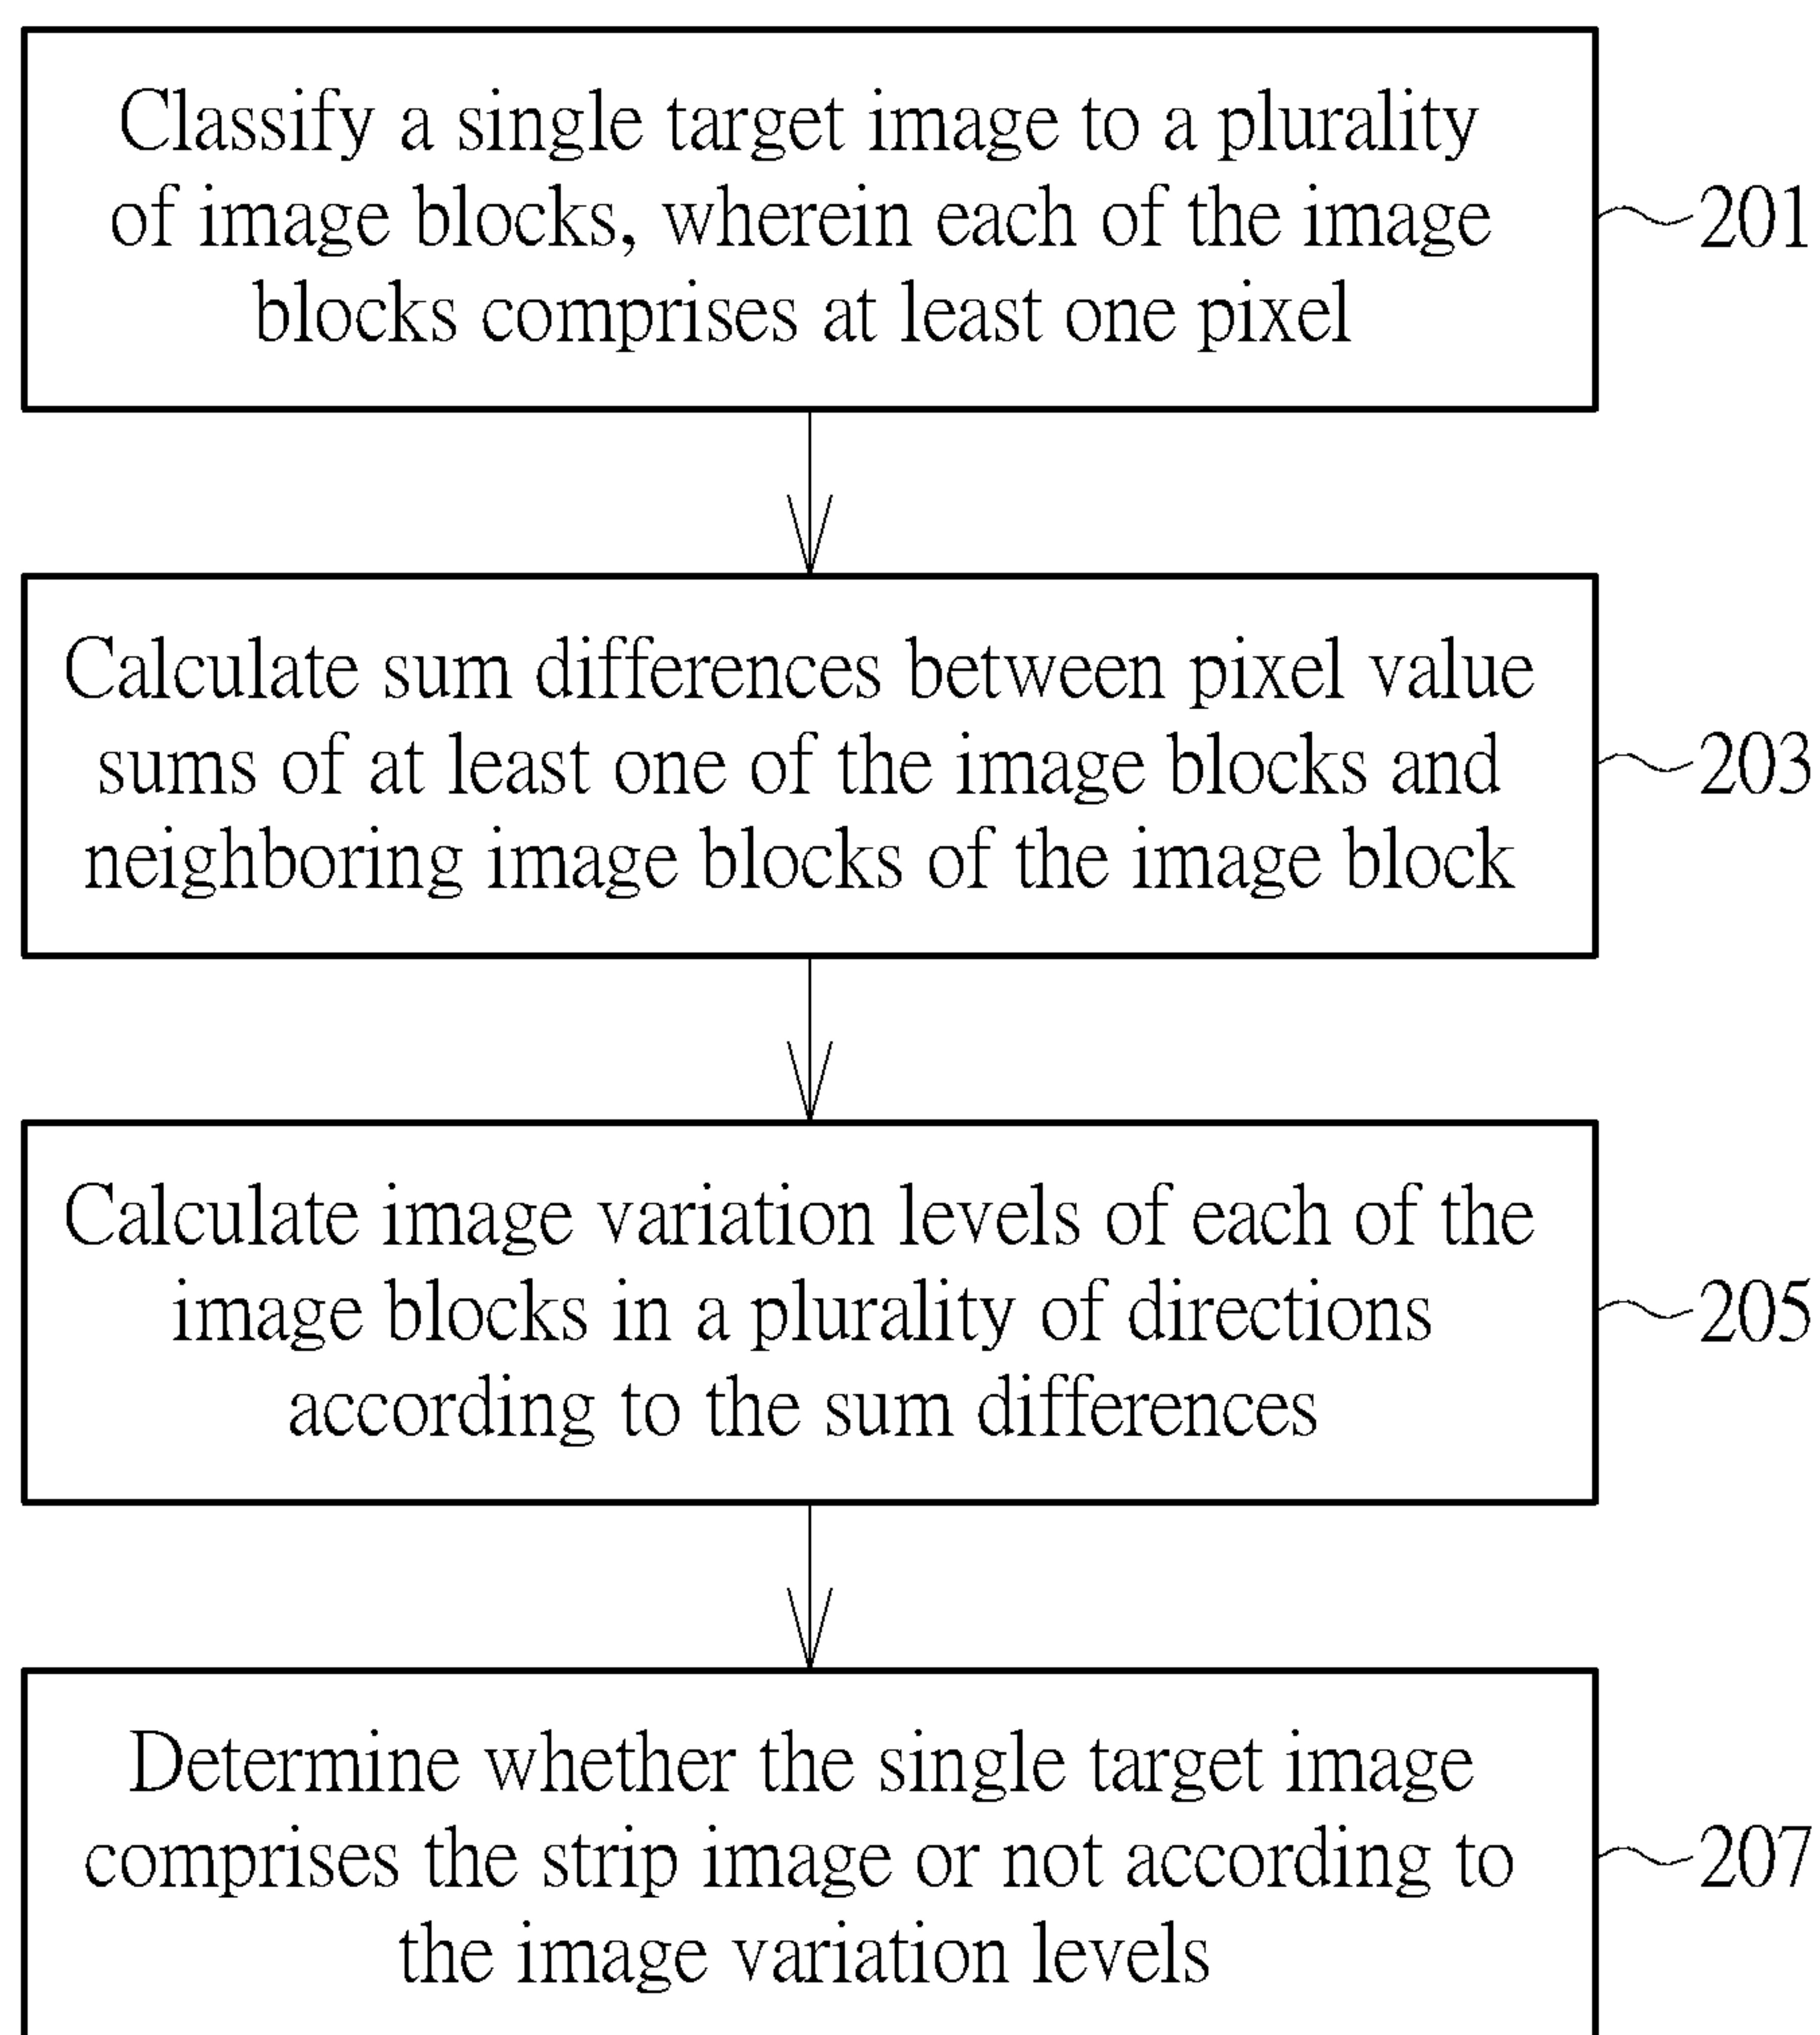 Classify a single target image to a plurality
of image blocks, wherein each of the image
blocks comprises at least one pixel
201
Calculate sum differences between pixel value
sums of at least one of the image blocks and
neighboring image blocks of the image block
203
Calculate image variation levels of each of the
image blocks in a plurality of directions
according to the sum differences
205
Determine whether the single target image
comprises the strip image or not according to
the image variation levels
207